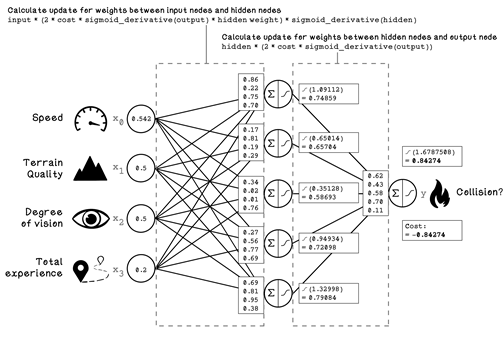 Calculate update for weights between input nodes and hidden nodes
input * (2 * cost * sigmoid_derivative(output) * hidden weight) * sigmoid_derivative(hidden)
Calculate update for weights between hidden nodes and output node
hidden * (2 * cost * sigmoid_derivative(output))
Speed
x0
0.542
Terrain
Quality
x1
0.5
Degree
of vision
x2
0.5
Total
experience
x3
0.2
0.86
0.22
0.75
0.70
Σ
(1.09112)
= 0.74859
0.17
0.81
0.19
0.29
Σ
(0.65014)
= 0.65704
0.34
0.02
0.01
0.76
Σ
(0.35128)
= 0.58693
0.27
0.56
0.77
0.69
Σ
(0.94934)
= 0.72098
0.69
0.81
0.95
0.38
Σ
(1.32998)
= 0.79084
0.62
0.43
0.58
0.70
0.11
Σ
y
(1.6787508)
= 0.84274
Collision?
Cost:
= -0.84274